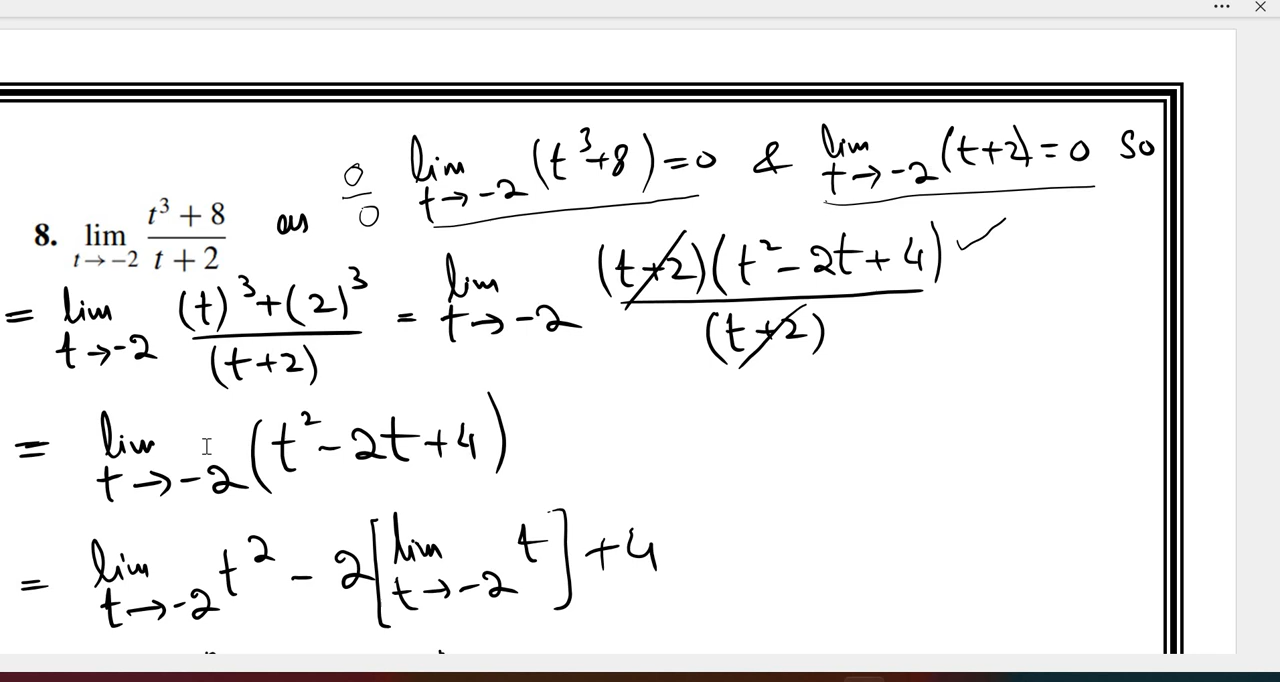 0/0 lim t→-2 (t³+8)=0 & lim t→-2 (t+2)=0 so
8. lim t→−2 t³ + 8 / t + 2 as
= lim t→-2 (t)³+(2)³ / (t+2) = lim t→-2 (t+2)(t²-2t+4) / (t+2) ✓
= lim t→-2 (t²-2t+4)
= lim t→-2 t² - 2[lim t→-2 t] +4